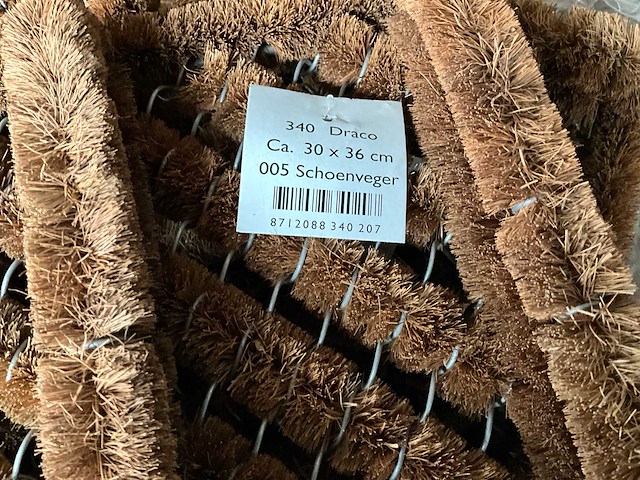 340 Draco
Ca. 30 x 36 cm
005 Schoenveger
8712088 340 207